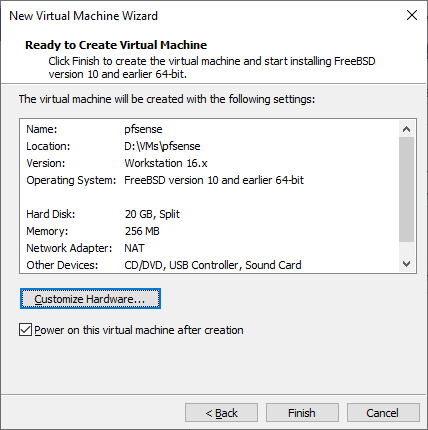 New Virtual Machine Wizard
Ready to Create Virtual Machine
Click Finish to create the virtual machine and start installing FreeBSD
version 10 and earlier 64-bit.
The virtual machine will be created with the following settings:
Name: pfsense
Location: D:\VMs\pfsense
Version: Workstation 16.x
Operating System: FreeBSD version 10 and earlier 64-bit
Hard Disk: 20 GB, Split
Memory: 256 MB
Network Adapter: NAT
Other Devices: CD/DVD, USB Controller, Sound Card
Customize Hardware...
Power on this virtual machine after creation
< Back Finish Cancel